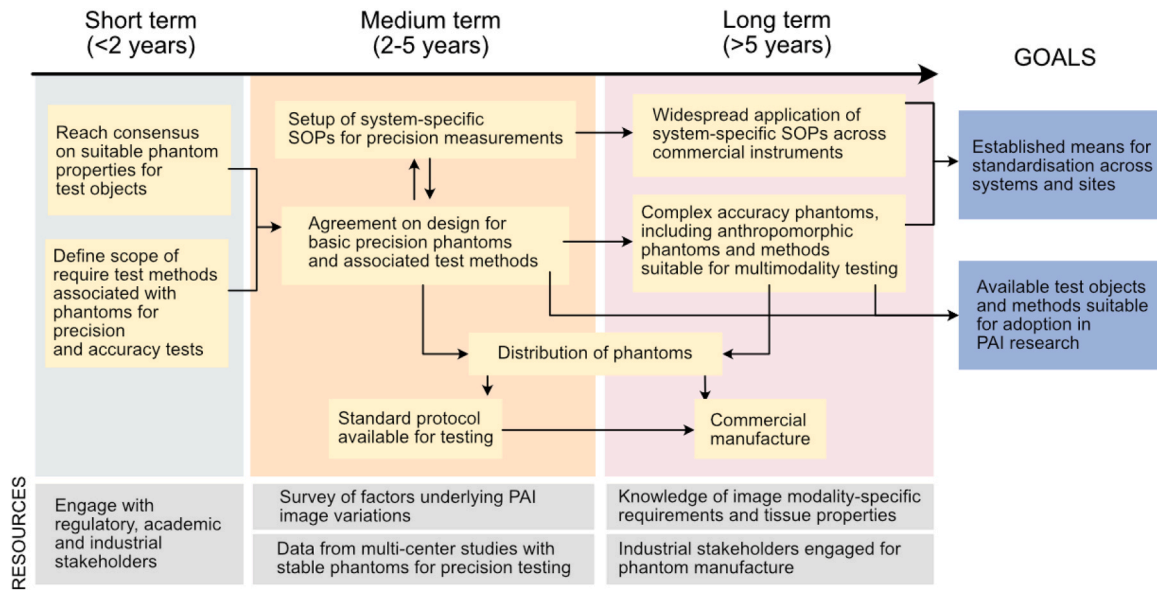 Short term
(<2 years)
Medium term
(2-5 years)
Long term
(>5 years)
GOALS
Reach consensus
on suitable phantom
properties for
test objects
Define scope of
require test methods
associated with
phantoms for
precision
and accuracy tests
Setup of system-specific
SOPs for precision measurements
Agreement on design for
basic precision phantoms
and associated test methods
Widespread application of
system-specific SOPs across
commercial instruments
Complex accuracy phantoms,
including anthropomorphic
phantoms and methods
suitable for multimodality testing
Distribution of phantoms
Standard protocol
available for testing
Commercial
manufacture
Established means for
standardisation across
systems and sites
Available test objects
and methods suitable
for adoption in
PAI research
RESOURCES
Engage with
regulatory, academic
and industrial
stakeholders
Survey of factors underlying PAI
image variations
Data from multi-center studies with
stable phantoms for precision testing
Knowledge of image modality-specific
requirements and tissue properties
Industrial stakeholders engaged for
phantom manufacture